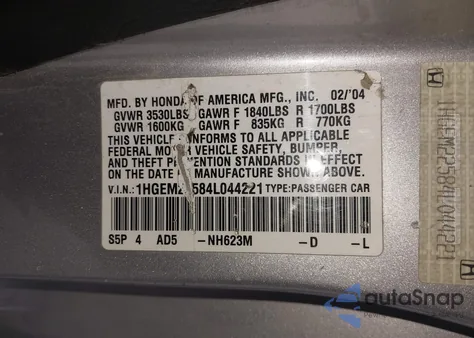 MFD. BY HONDA OF AMERICA MFG., INC. 02/'04
GVWR 3530LBS GAWR F 1840LBS R 1700LBS
GVWR 1600KG GAWR F 835KG R 770KG
THIS VEHICLE CONFORMS TO ALL APPLICABLE
FEDERAL MOTOR VEHICLE SAFETY, BUMPER,
AND THEFT PREVENTION STANDARDS IN EFFECT
ON THE DATE OF MANUFACTURE SHOWN ABOVE.
V.I.N. 1HGEM22584L044221 TYPE:PASSENGER CAR
S5P 4 AD5 -NH623M -D -L
1HGEM22584L044221
autoSnap